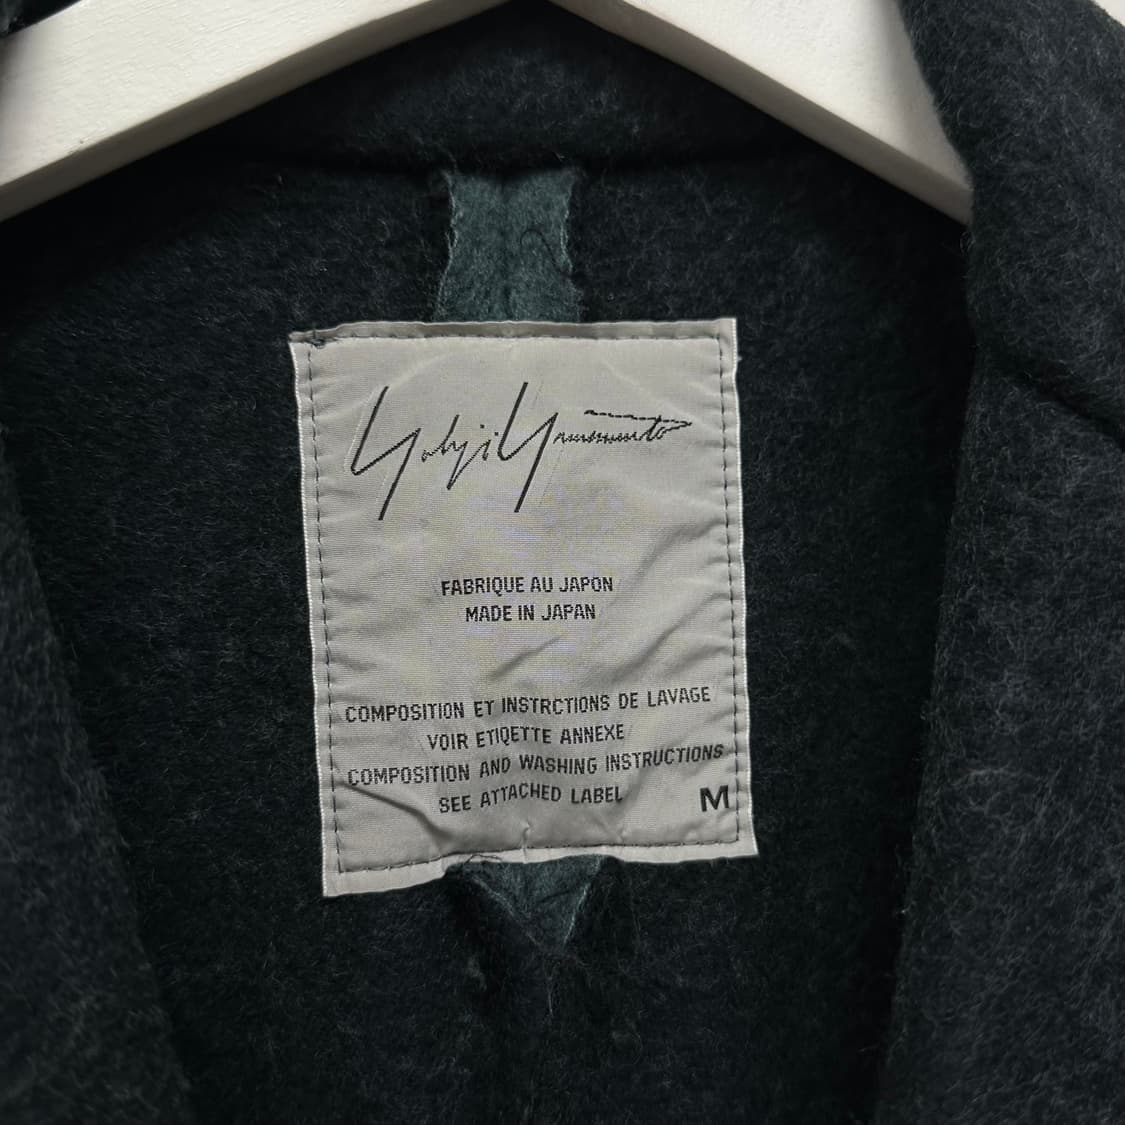 Yohji Yamamoto
FABRIQUE AU JAPON
MADE IN JAPAN
COMPOSITION ET INSTRCTIONS DE LAVAGE
VOIR ETIQETTE ANNEXE
COMPOSITION AND WASHING INSTRUCTIONS
SEE ATTACHED LABEL
M